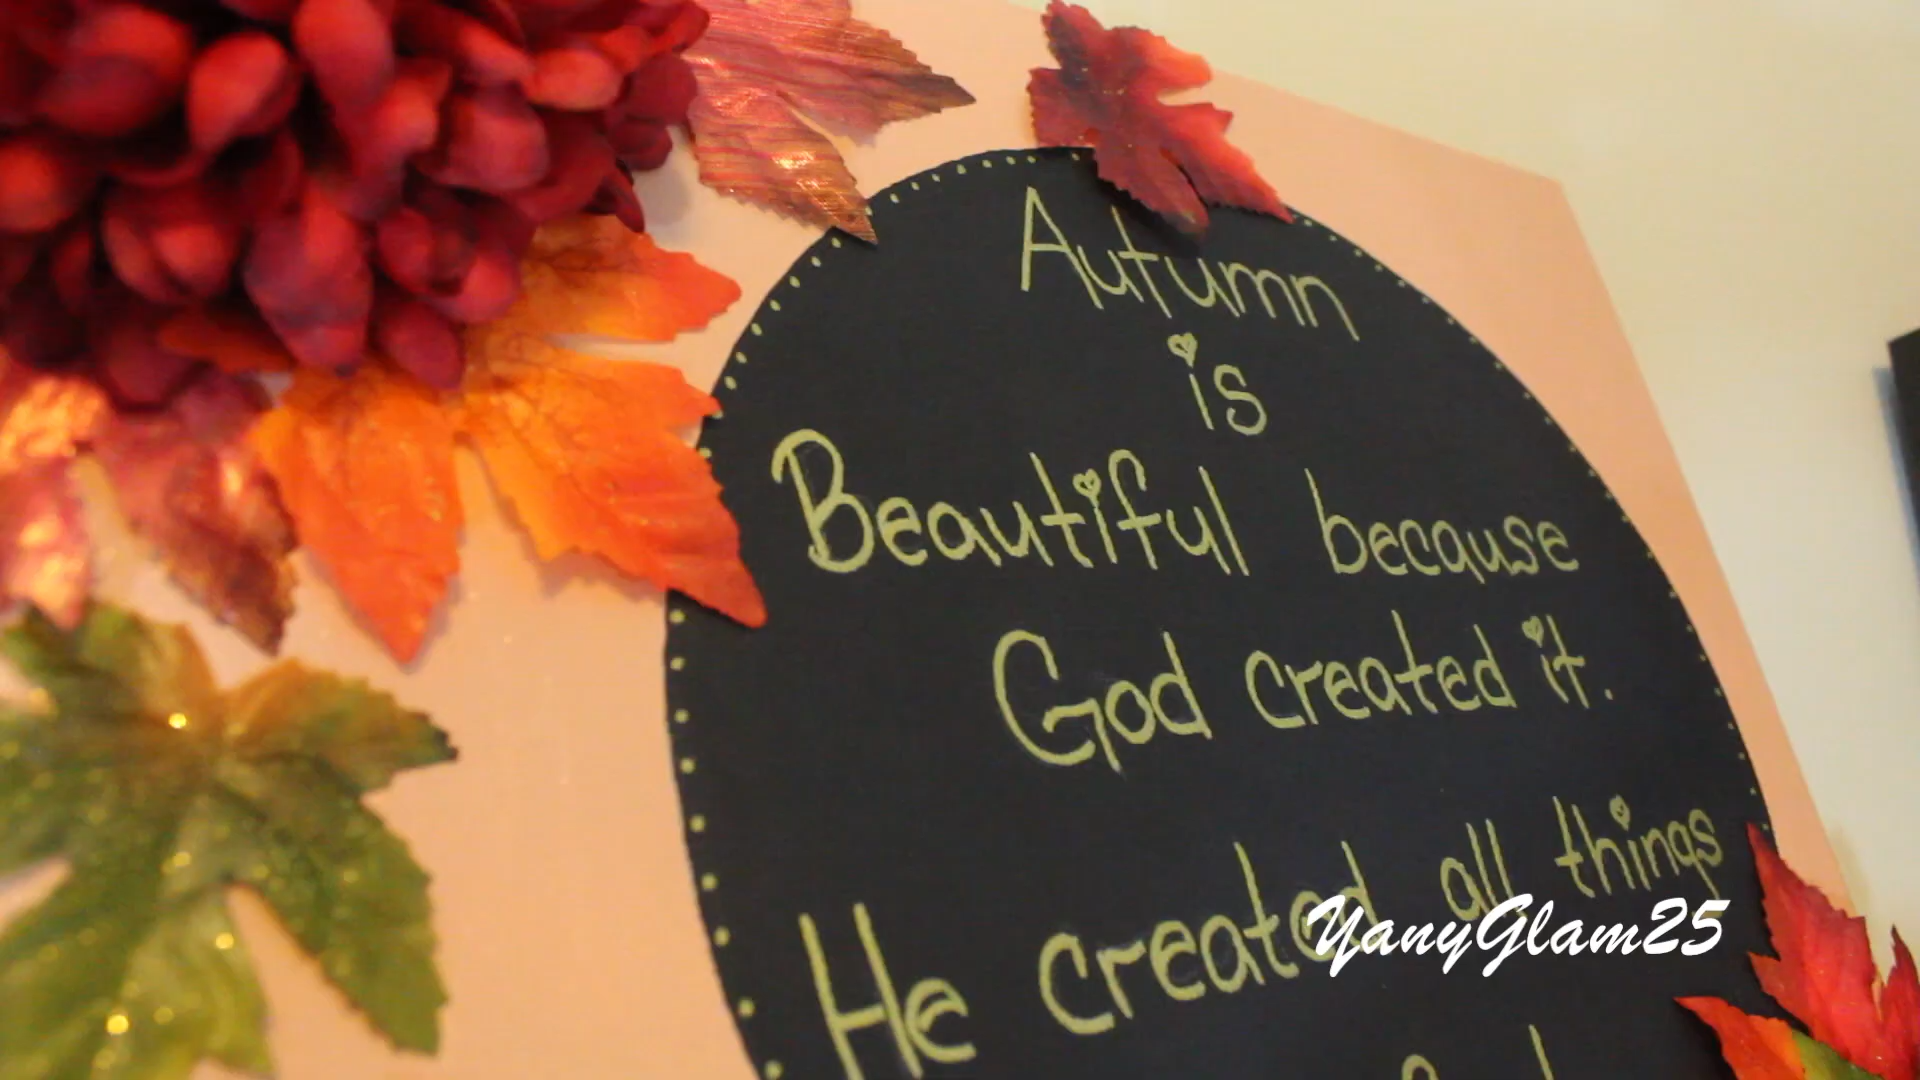 Autumn
is
Beautiful because
God created it.
He created all things
YanyGlam25